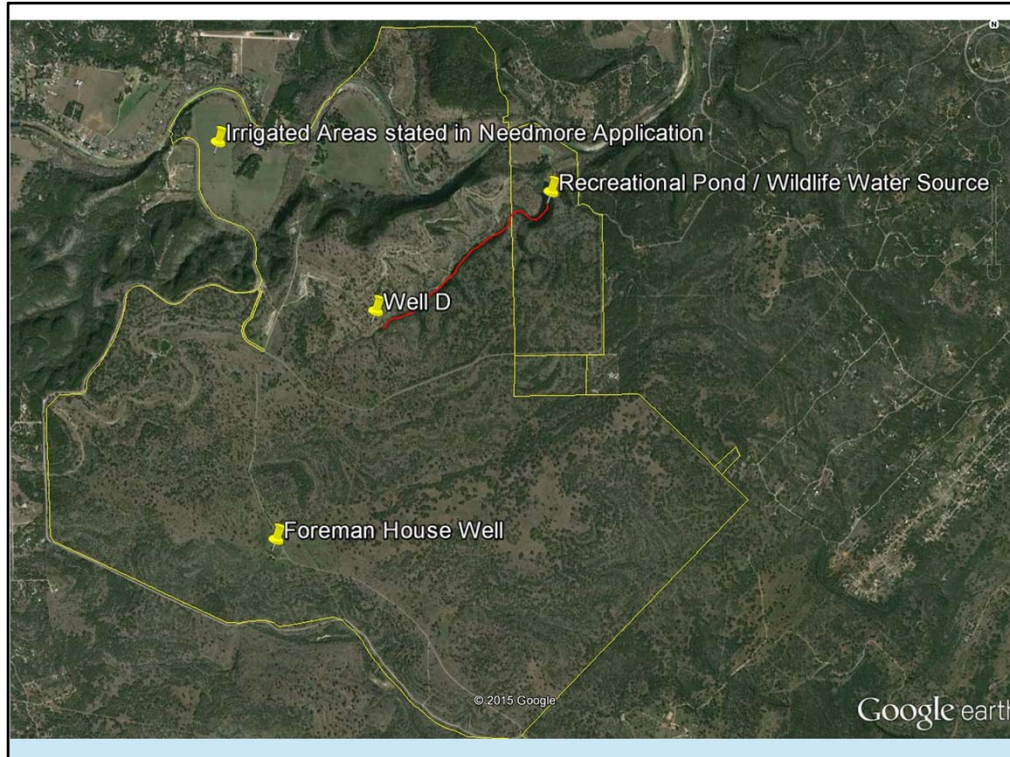 N
Irrigated Areas stated in Needmore Application
Recreational Pond / Wildlife Water Source
Well D
Foreman House Well
© 2015 Google
Google earth